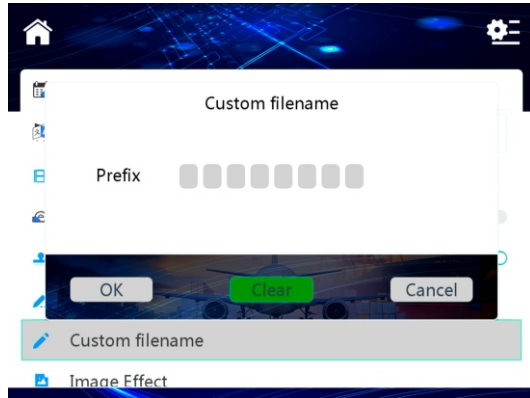 Custom filename
Prefix
OK
Clear
Cancel
Custom filename
Image Effect